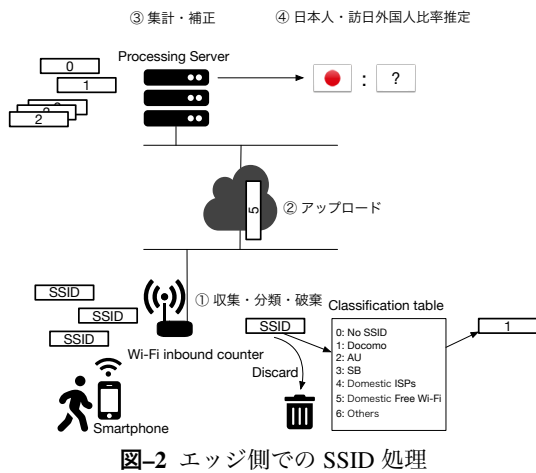 ③ 集計・補正
④ 日本人・訪日外国人比率推定
Processing Server
0
1
2
: ?
5
② アップロード
① 収集・分類・破棄
SSID
SSID
SSID
Wi-Fi inbound counter
Smartphone
SSID
Discard
Classification table
0: No SSID
1: Docomo
2: AU
3: SB
4: Domestic ISPs
5: Domestic Free Wi-Fi
6: Others
1
図–2 エッジ側での SSID 処理